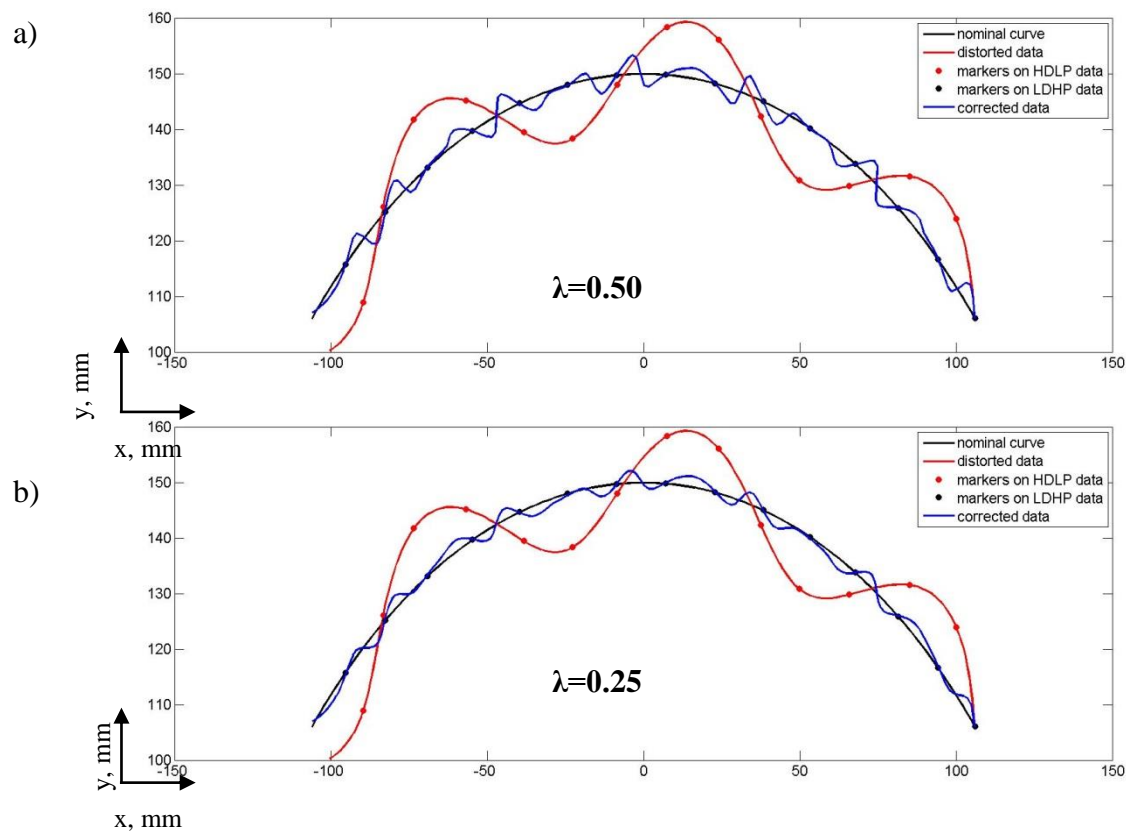 a)
160
150
140
130
120
110
100
-150
-100
-50
0
50
100
150
nominal curve
distorted data
markers on HDLP data
markers on LDHP data
corrected data
λ=0.50
y, mm
x, mm
b)
160
150
140
130
120
110
100
-150
-100
-50
0
50
100
150
nominal curve
distorted data
markers on HDLP data
markers on LDHP data
corrected data
λ=0.25
y, mm
x, mm